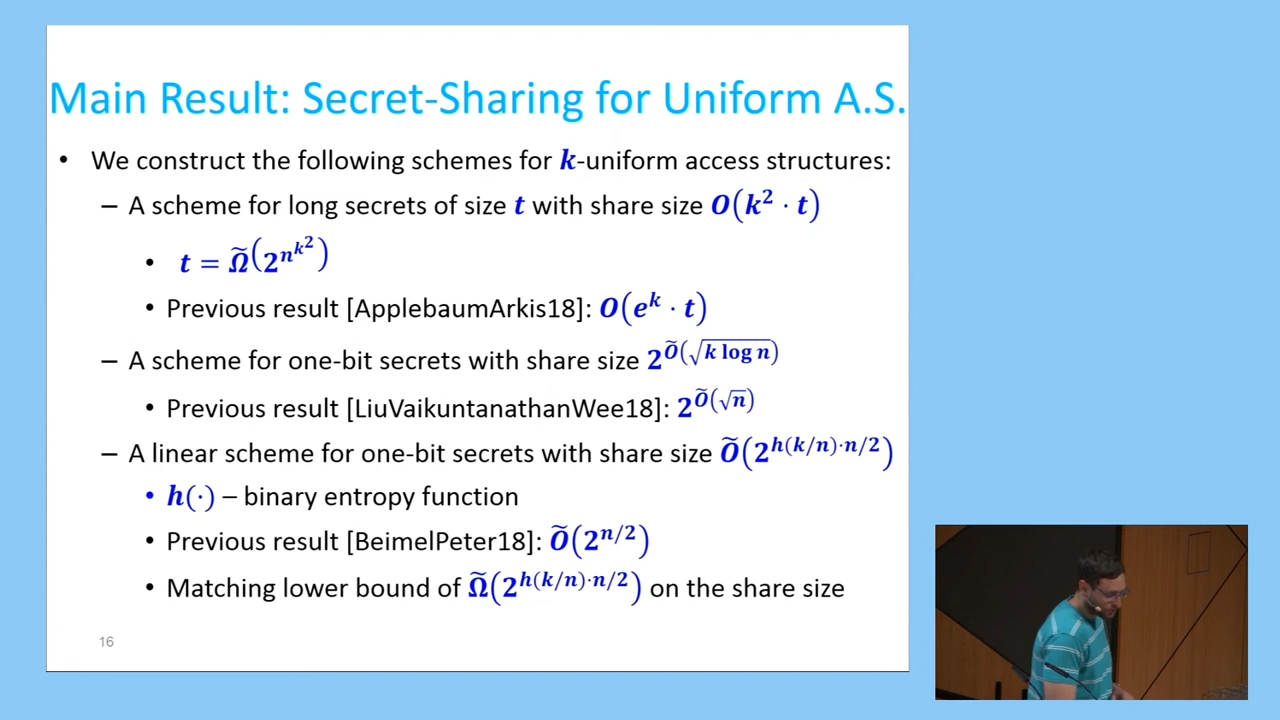 Main Result: Secret-Sharing for Uniform A.S.
• We construct the following schemes for k-uniform access structures:
– A scheme for long secrets of size t with share size O(k² · t)
• t = Ω̃(2^{n^{k^2}})
• Previous result [ApplebaumArkis18]: O(e^k · t)
– A scheme for one-bit secrets with share size 2^{Õ(√(k log n))}
• Previous result [LiuVaikuntanathanWee18]: 2^{Õ(√n)}
– A linear scheme for one-bit secrets with share size Õ(2^{h(k/n)·n/2})
• h(·) – binary entropy function
• Previous result [BeimelPeter18]: Õ(2^{n/2})
• Matching lower bound of Ω̃(2^{h(k/n)·n/2}) on the share size
16